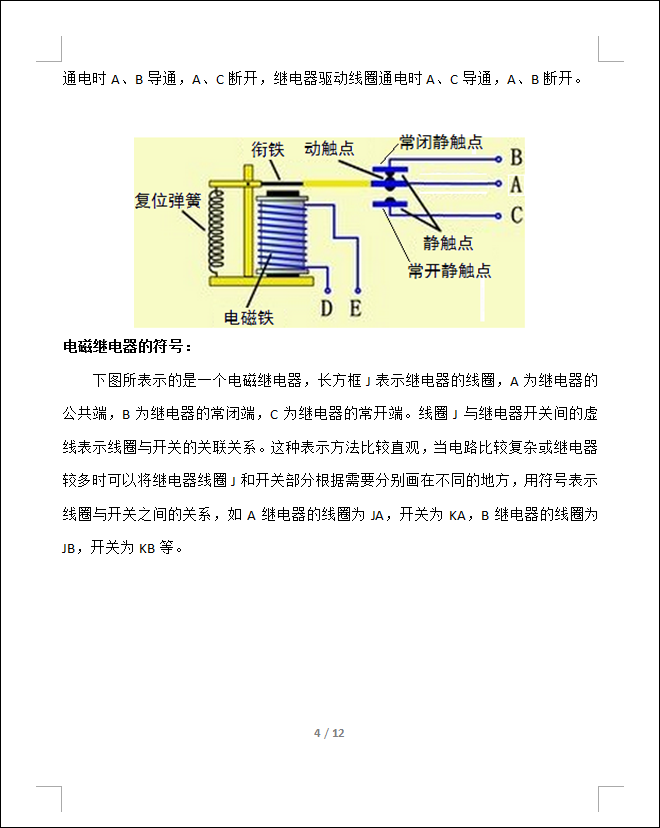 通电时 A、B 导通，A、C 断开，继电器驱动线圈通电时 A、C 导通，A、B 断开。
常闭静触点
衔铁 动触点
B
A
复位弹簧
C
静触点
常开静触点
电磁铁 D E
电磁继电器的符号：
下图所表示的是一个电磁继电器，长方框 J 表示继电器的线圈，A 为继电器的
公共端，B 为继电器的常闭端，C 为继电器的常开端。线圈 J 与继电器开关间的虚
线表示线圈与开关的关联关系。这种表示方法比较直观，当电路比较复杂或继电器
较多时可以将继电器线圈 J 和开关部分根据需要分别画在不同的地方，用符号表示
线圈与开关之间的关系，如 A 继电器的线圈为 JA，开关为 KA，B 继电器的线圈为
JB，开关为 KB 等。
4 / 12